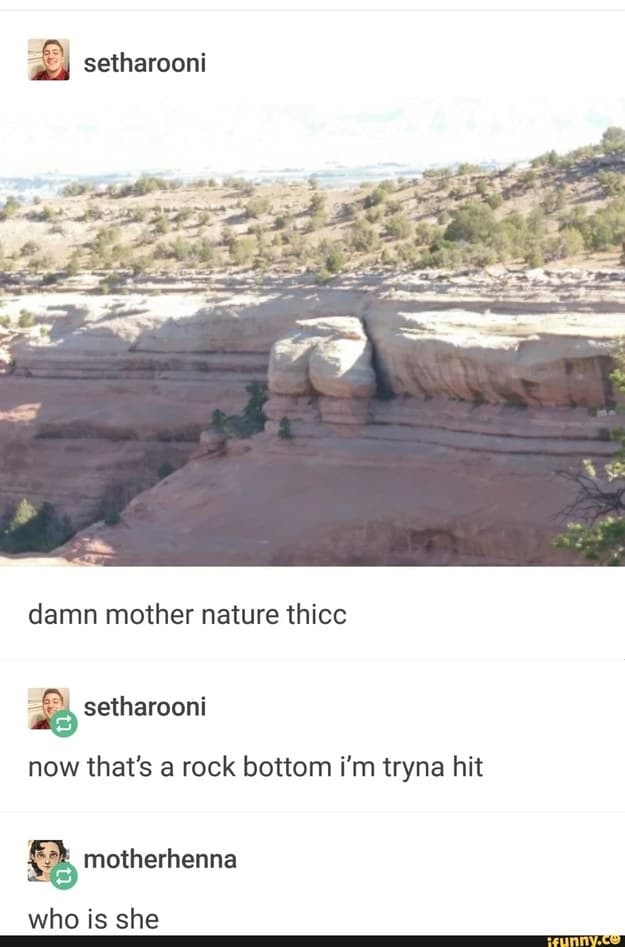 setharooni
damn mother nature thicc
setharooni
now that's a rock bottom i'm tryna hit
motherhenna
who is she
ifunny.co